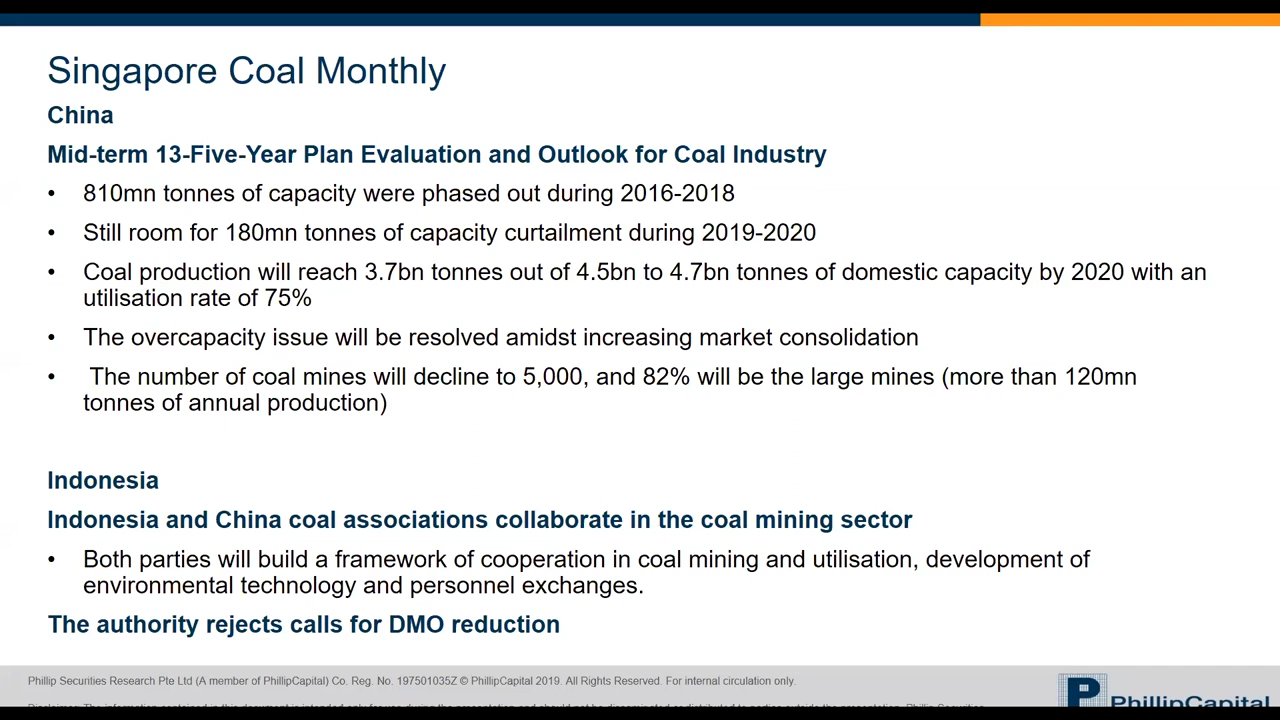 Singapore Coal Monthly
China
Mid-term 13-Five-Year Plan Evaluation and Outlook for Coal Industry
• 810mn tonnes of capacity were phased out during 2016-2018
• Still room for 180mn tonnes of capacity curtailment during 2019-2020
• Coal production will reach 3.7bn tonnes out of 4.5bn to 4.7bn tonnes of domestic capacity by 2020 with an
utilisation rate of 75%
• The overcapacity issue will be resolved amidst increasing market consolidation
• The number of coal mines will decline to 5,000, and 82% will be the large mines (more than 120mn
tonnes of annual production)
Indonesia
Indonesia and China coal associations collaborate in the coal mining sector
• Both parties will build a framework of cooperation in coal mining and utilisation, development of
environmental technology and personnel exchanges.
The authority rejects calls for DMO reduction
Phillip Securities Research Pte Ltd (A member of PhillipCapital) Co. Reg. No. 197501035Z © PhillipCapital 2019. All Rights Reserved. For internal circulation only.
PhillipCapital